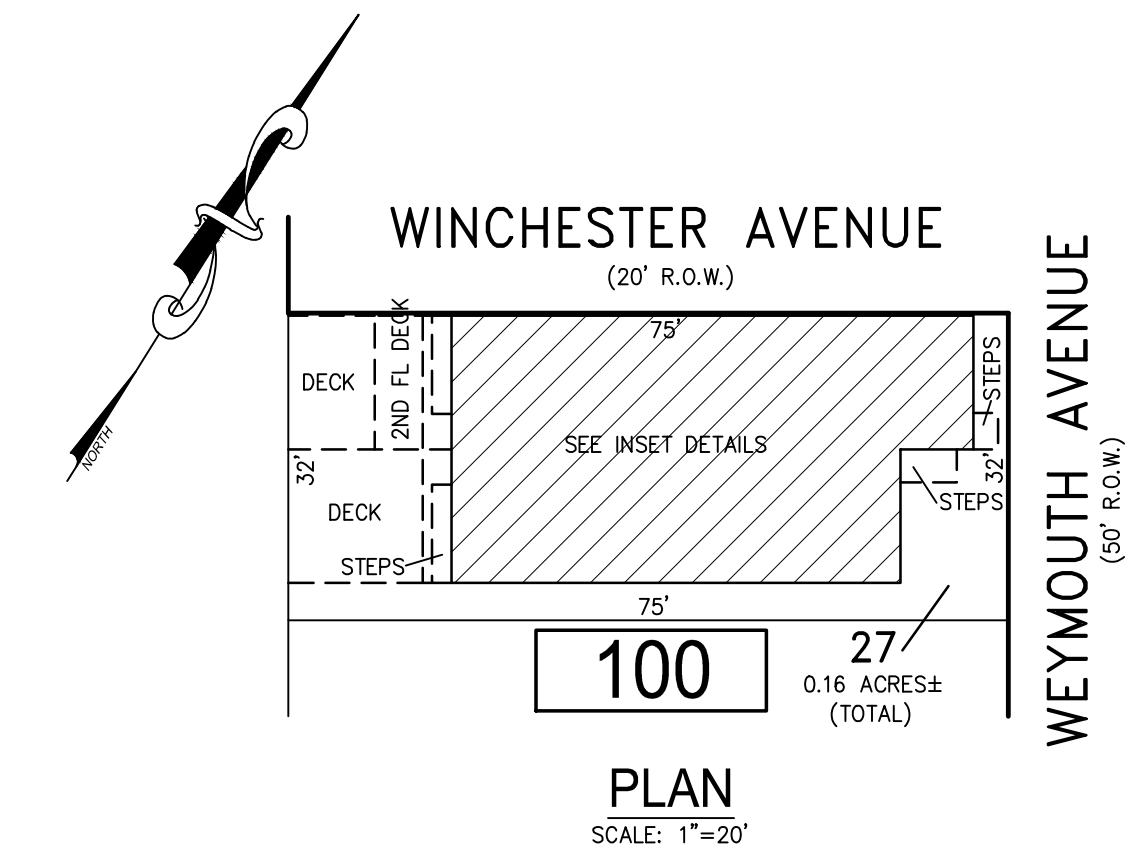 NORTH
WINCHESTER AVENUE
(20' R.O.W.)
WEYMOUTH AVENUE
(50' R.O.W.)
75'
DECK
2ND FL DECK
STEPS
SEE INSET DETAILS
32'
32'
STEPS
DECK
STEPS
75'
100
27
0.16 ACRES±
(TOTAL)
PLAN
SCALE: 1"=20'